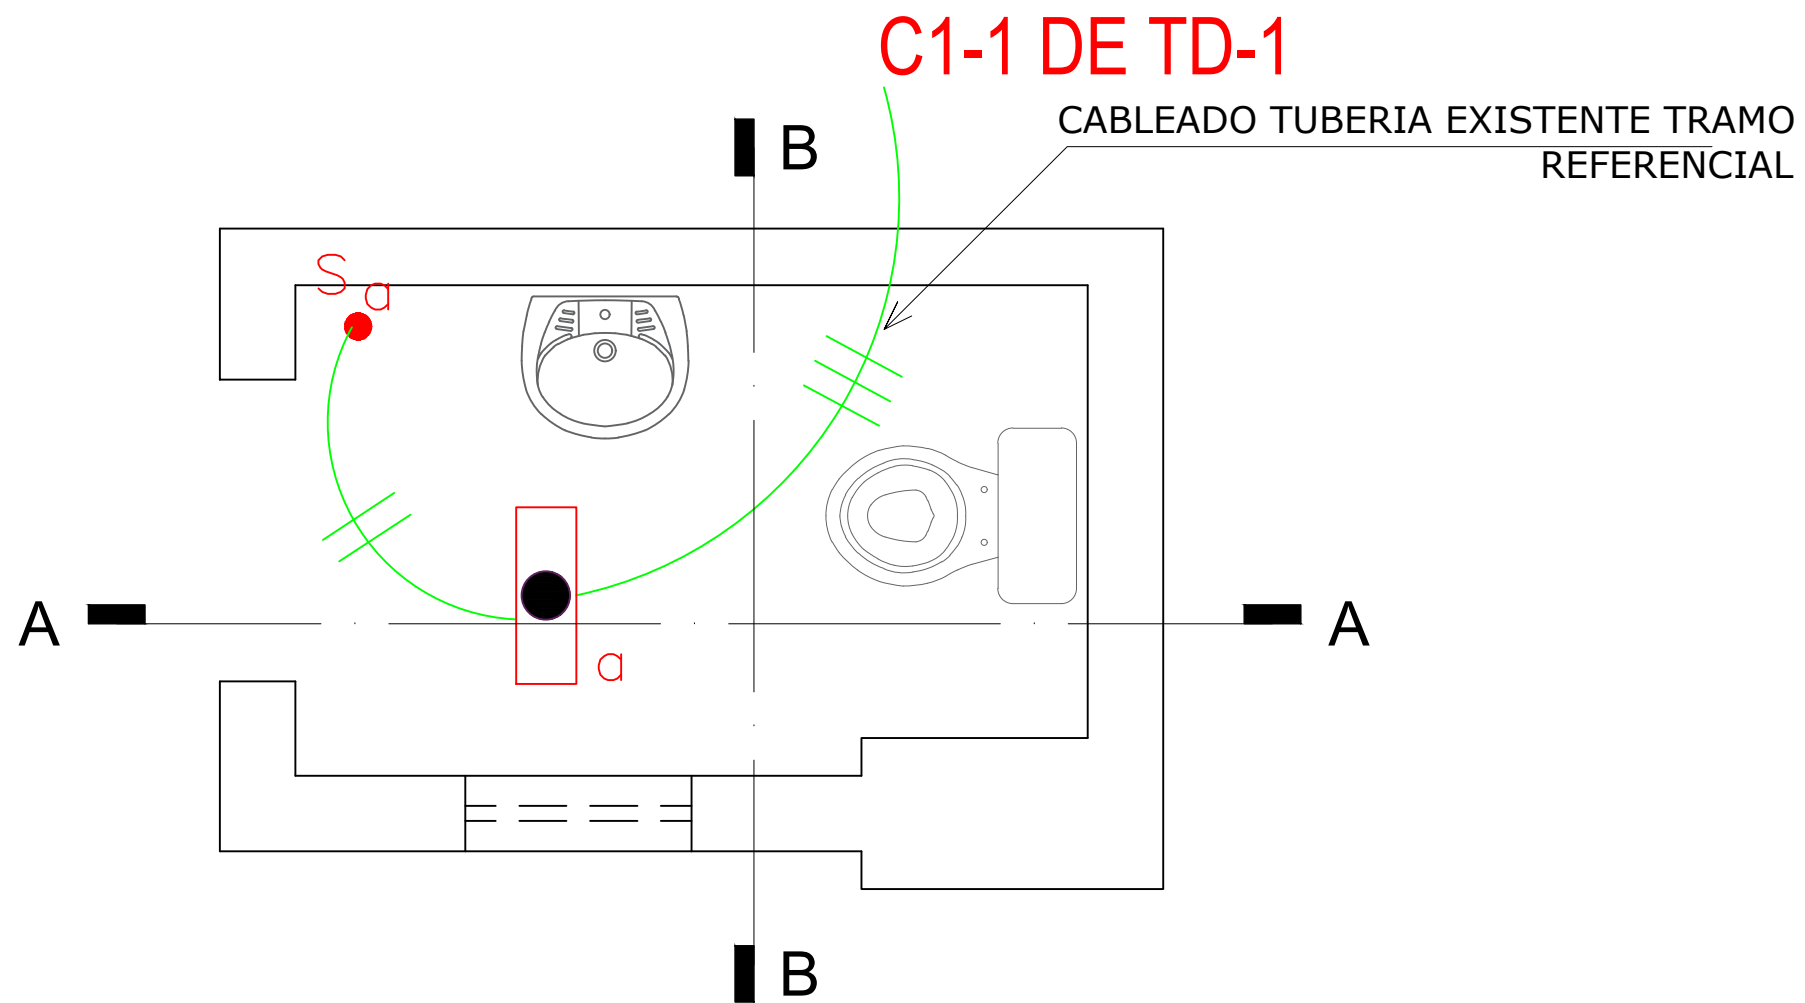 C1-1 DE TD-1
CABLEADO TUBERIA EXISTENTE TRAMO
REFERENCIAL
B
S a
A
A
a
B